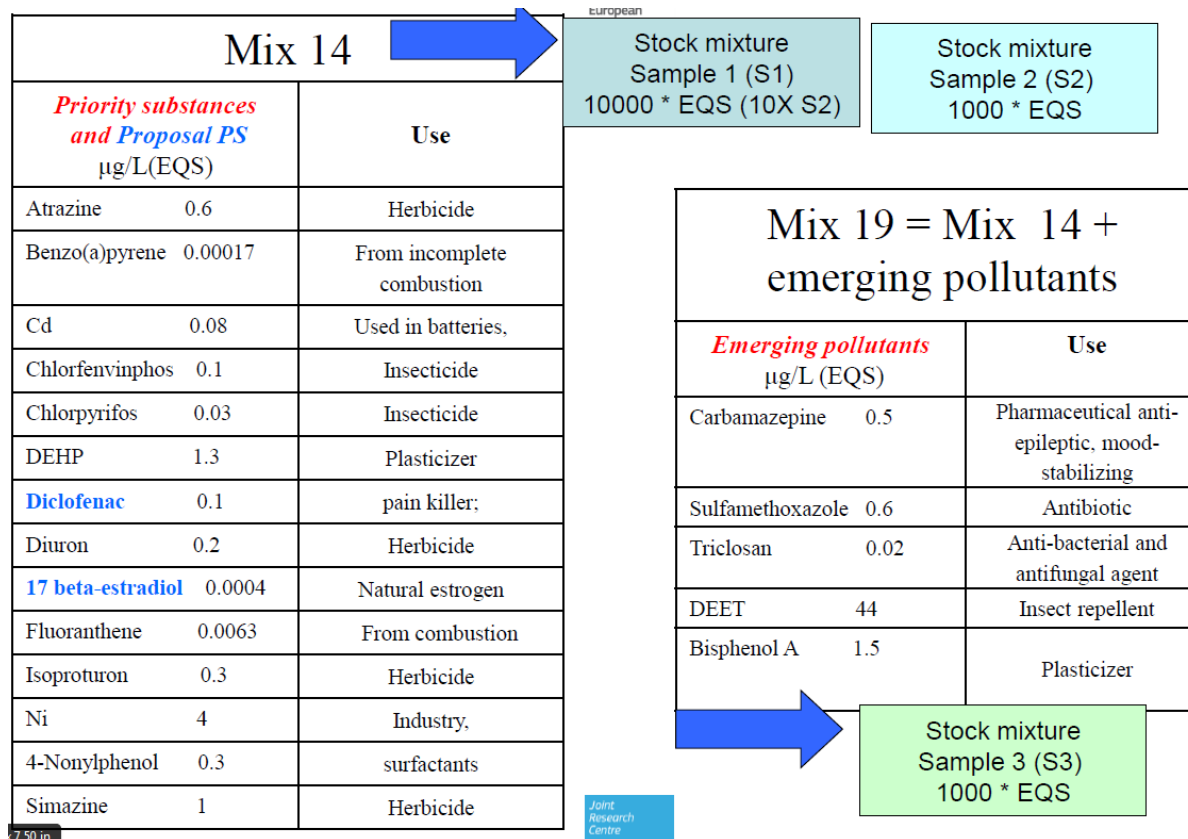 European
Mix 14
Stock mixture
Sample 1 (S1)
10000 * EQS (10X S2)
Stock mixture
Sample 2 (S2)
1000 * EQS
Priority substances
and Proposal PS
µg/L(EQS)
Use
Atrazine 0.6
Herbicide
Benzo(a)pyrene 0.00017
From incomplete
combustion
Cd 0.08
Used in batteries,
Chlorfenvinphos 0.1
Insecticide
Chlorpyrifos 0.03
Insecticide
DEHP 1.3
Plasticizer
Diclofenac 0.1
pain killer;
Diuron 0.2
Herbicide
17 beta-estradiol 0.0004
Natural estrogen
Fluoranthene 0.0063
From combustion
Isoproturon 0.3
Herbicide
Ni 4
Industry,
4-Nonylphenol 0.3
surfactants
Simazine 1
Herbicide
Mix 19 = Mix 14 +
emerging pollutants
Emerging pollutants
µg/L (EQS)
Use
Carbamazepine 0.5
Pharmaceutical anti-
epileptic, mood-
stabilizing
Sulfamethoxazole 0.6
Antibiotic
Triclosan 0.02
Anti-bacterial and
antifungal agent
DEET 44
Insect repellent
Bisphenol A 1.5
Plasticizer
Stock mixture
Sample 3 (S3)
1000 * EQS
Joint
Research
Centre
7.50 in